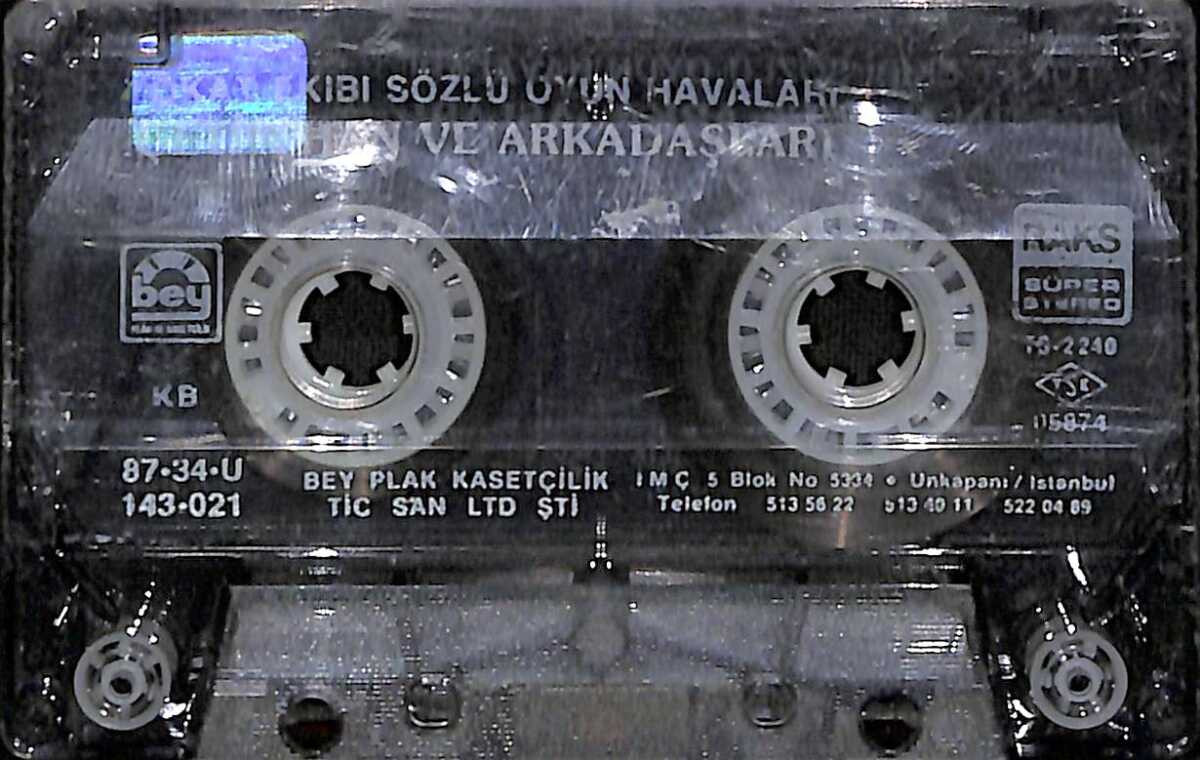 EKİBİ SÖZLÜ OYUN HAVALARI
VE ARKADAŞLARI
bey
RAKS
SÜPER
STEREO
TS-2240
TSE
05874
KB
87•34•U
143•021
BEY PLAK KASETÇİLİK
TİC SAN LTD ŞTİ
İ M Ç 5 Blok No 5334 • Unkapanı / İstanbul
Telefon 513 56 22 513 40 11 522 04 89